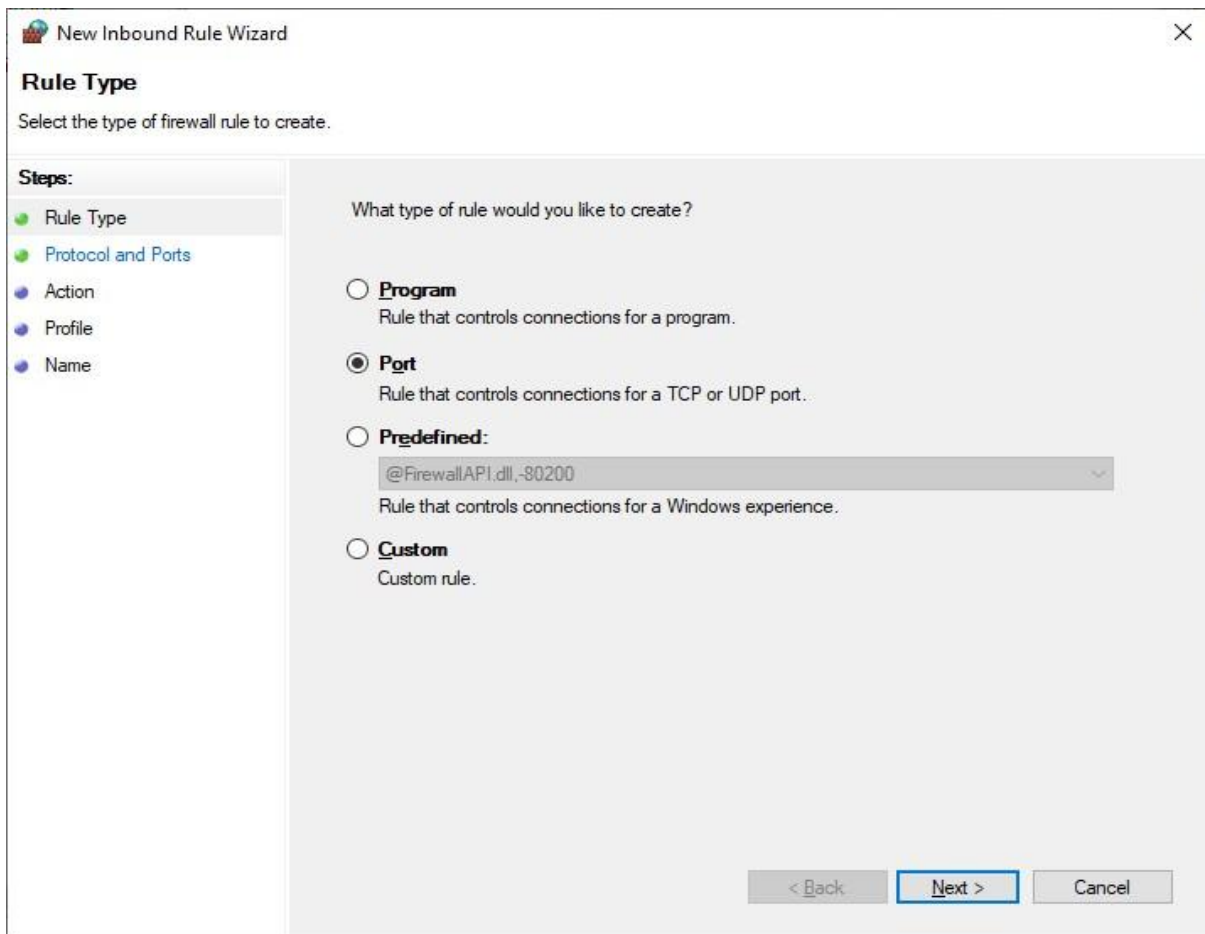 New Inbound Rule Wizard
Rule Type
Select the type of firewall rule to create.
Steps:
Rule Type
Protocol and Ports
Action
Profile
Name
What type of rule would you like to create?
Program
Rule that controls connections for a program.
Port
Rule that controls connections for a TCP or UDP port.
Predefined:
@FirewallAPI.dll,-80200
Rule that controls connections for a Windows experience.
Custom
Custom rule.
< Back
Next >
Cancel